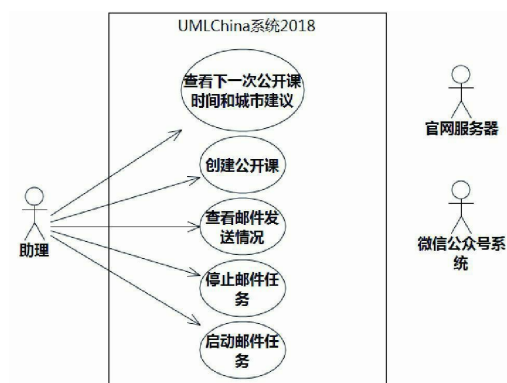 UMLChina系统2018
查看下一次公开课
时间和城市建议
官网服务器
创建公开课
查看邮件发
送情况
微信公众号系
统
助理
停止邮件任
务
启动邮件任
务